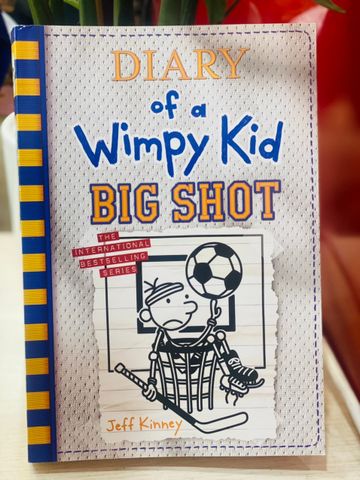 DIARY
of a
Wimpy Kid
BIG SHOT
THE
INTERNATIONAL
BESTSELLING
SERIES
Jeff Kinney